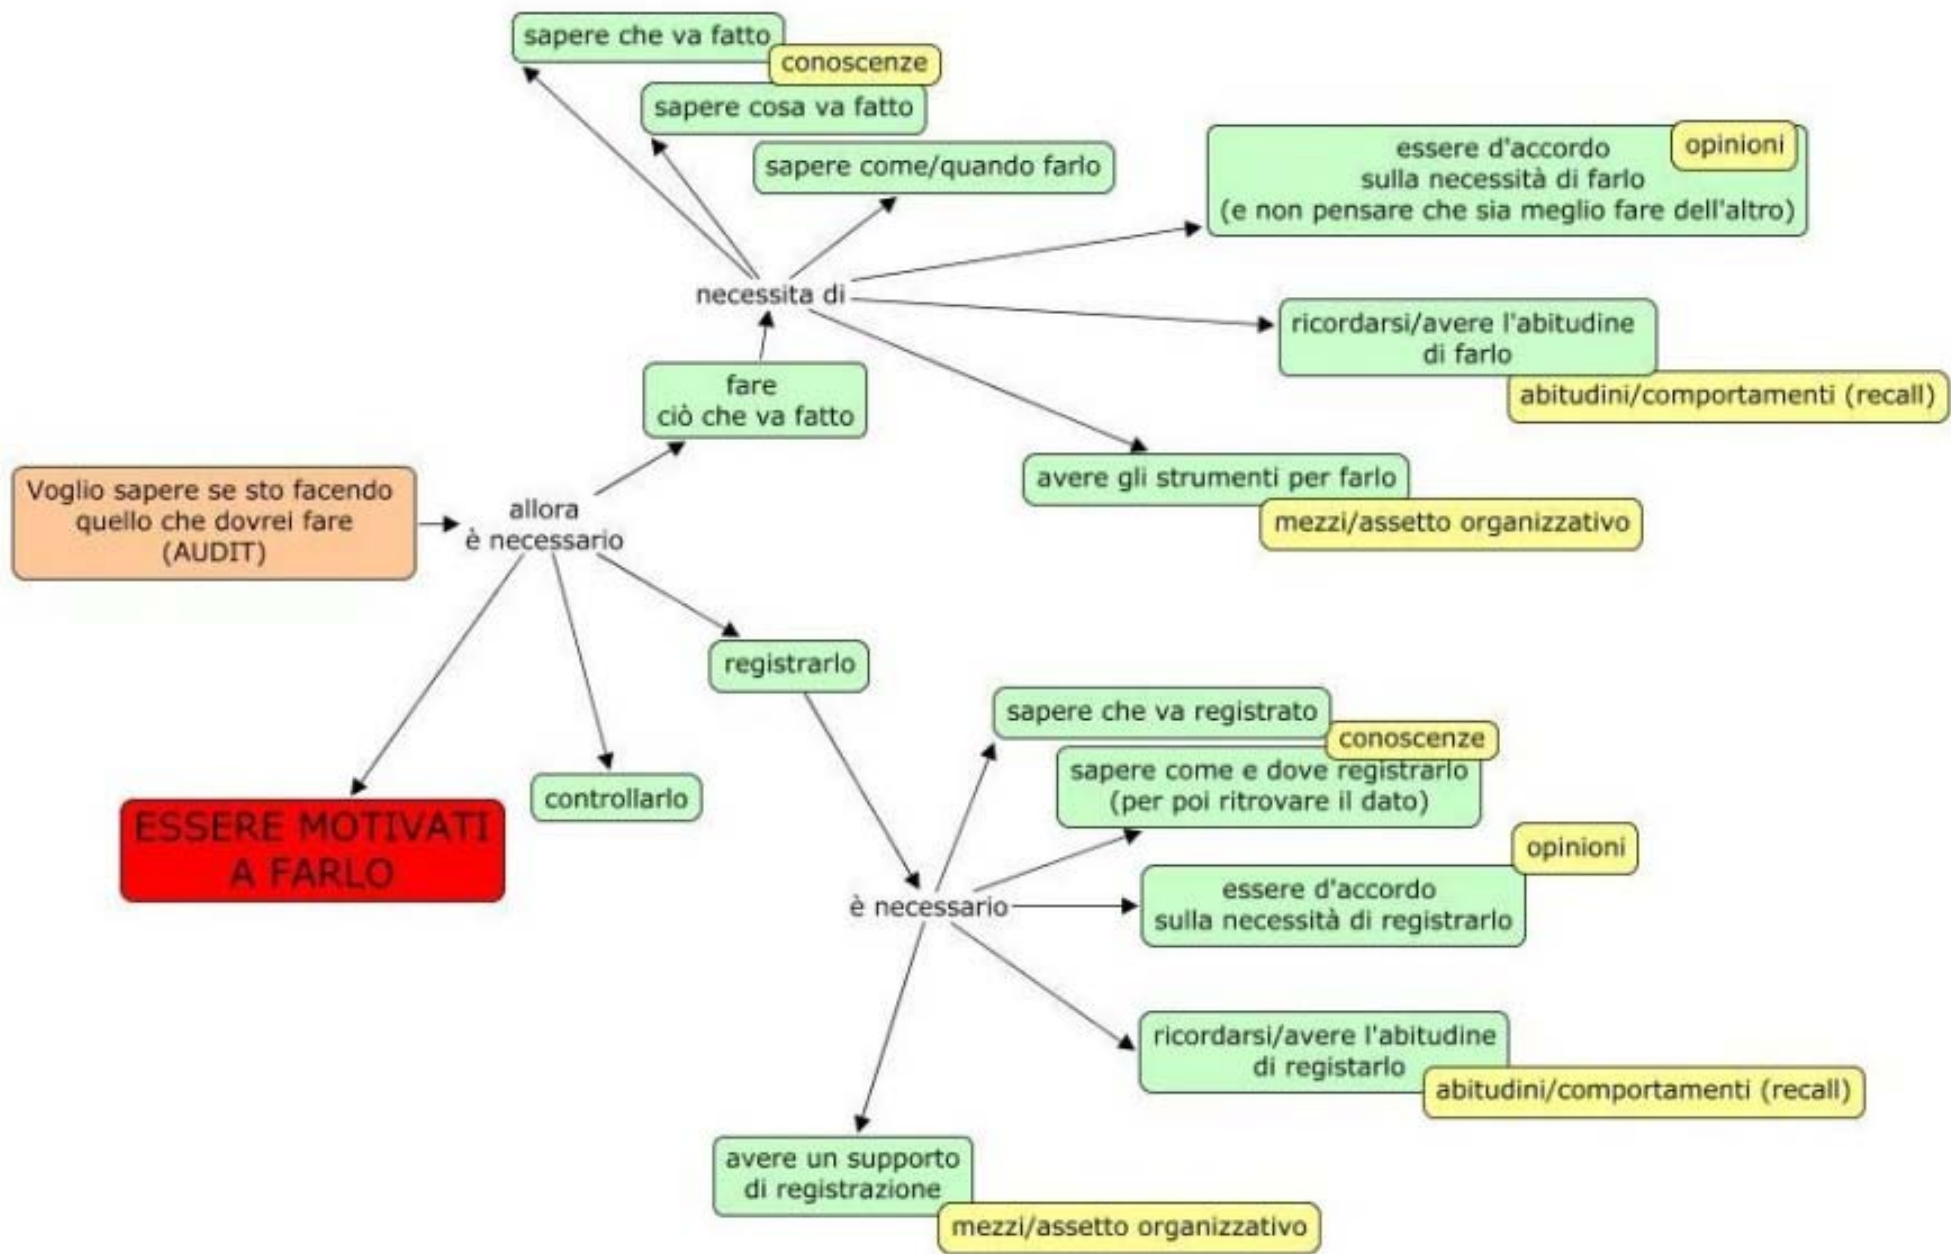 sapere che va fatto
conoscenze
sapere cosa va fatto
sapere come/quando farlo
opinioni
essere d'accordo
sulla necessità di farlo
(e non pensare che sia meglio fare dell'altro)
necessita di
ricordarsi/avere l'abitudine
di farlo
abitudini/comportamenti (recall)
fare
ciò che va fatto
avere gli strumenti per farlo
mezzi/assetto organizzativo
Voglio sapere se sto facendo
quello che dovrei fare
(AUDIT)
allora
è necessario
registrarlo
ESSERE MOTIVATI
A FARLO
controllarlo
sapere che va registrato
conoscenze
sapere come e dove registrarlo
(per poi ritrovare il dato)
opinioni
essere d'accordo
sulla necessità di registrarlo
è necessario
ricordarsi/avere l'abitudine
di registarlo
abitudini/comportamenti (recall)
avere un supporto
di registrazione
mezzi/assetto organizzativo